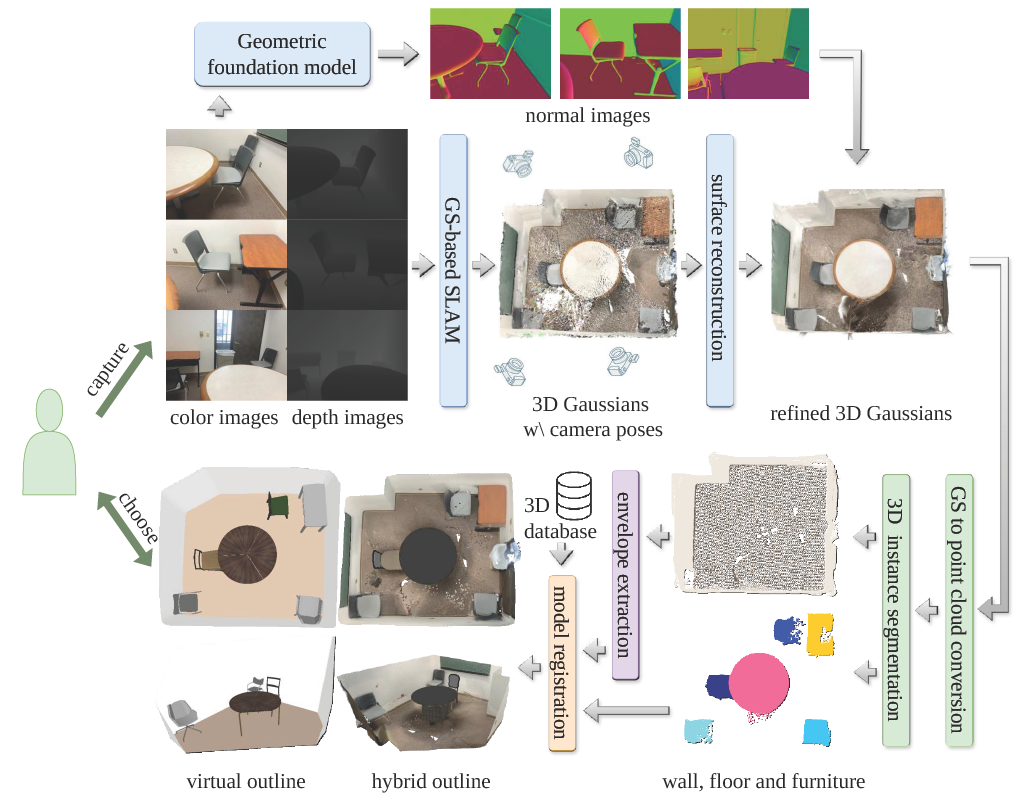 Geometric
foundation model
normal images
capture
color images
depth images
GS-based SLAM
3D Gaussians
w\ camera poses
surface reconstruction
refined 3D Gaussians
choose
3D
database
envelope extraction
model registration
3D instance segmentation
GS to point cloud conversion
virtual outline
hybrid outline
wall, floor and furniture